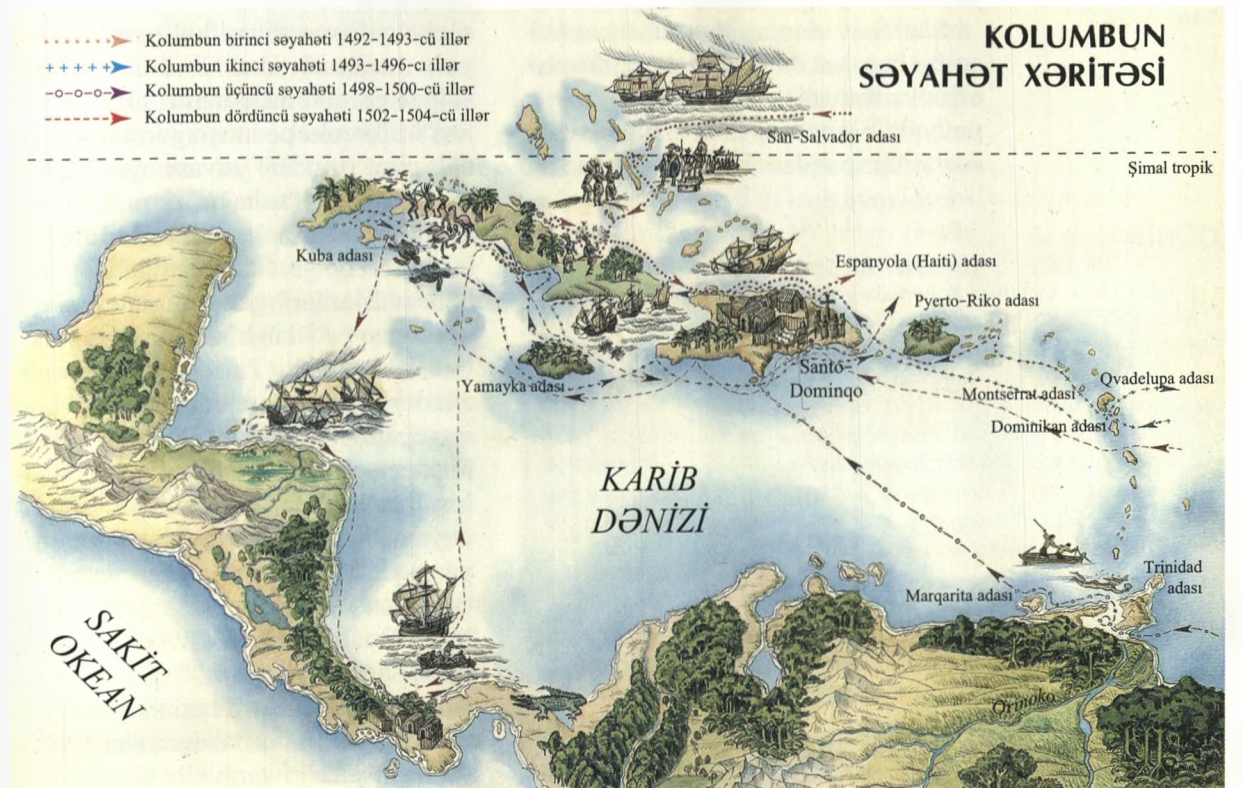 Kolumbun birinci səyahəti 1492-1493-cü illər
Kolumbun ikinci səyahəti 1493-1496-cı illər
Kolumbun üçüncü səyahəti 1498-1500-cü illər
Kolumbun dördüncü səyahəti 1502-1504-cü illər
KOLUMBUN
SƏYAHƏT XƏRİTƏSİ
San-Salvador adası
Şimal tropik
Kuba adası
Espanyola (Haiti) adası
Pyerto-Riko adası
Yamayka adası
Santo-
Dominqo
Qvadelupa adası
Montserrat adası
Dominikan adası
KARİB
DƏNİZİ
Trinidad
adası
Marqarita adası
SAKİT
OKEAN
Orinoko